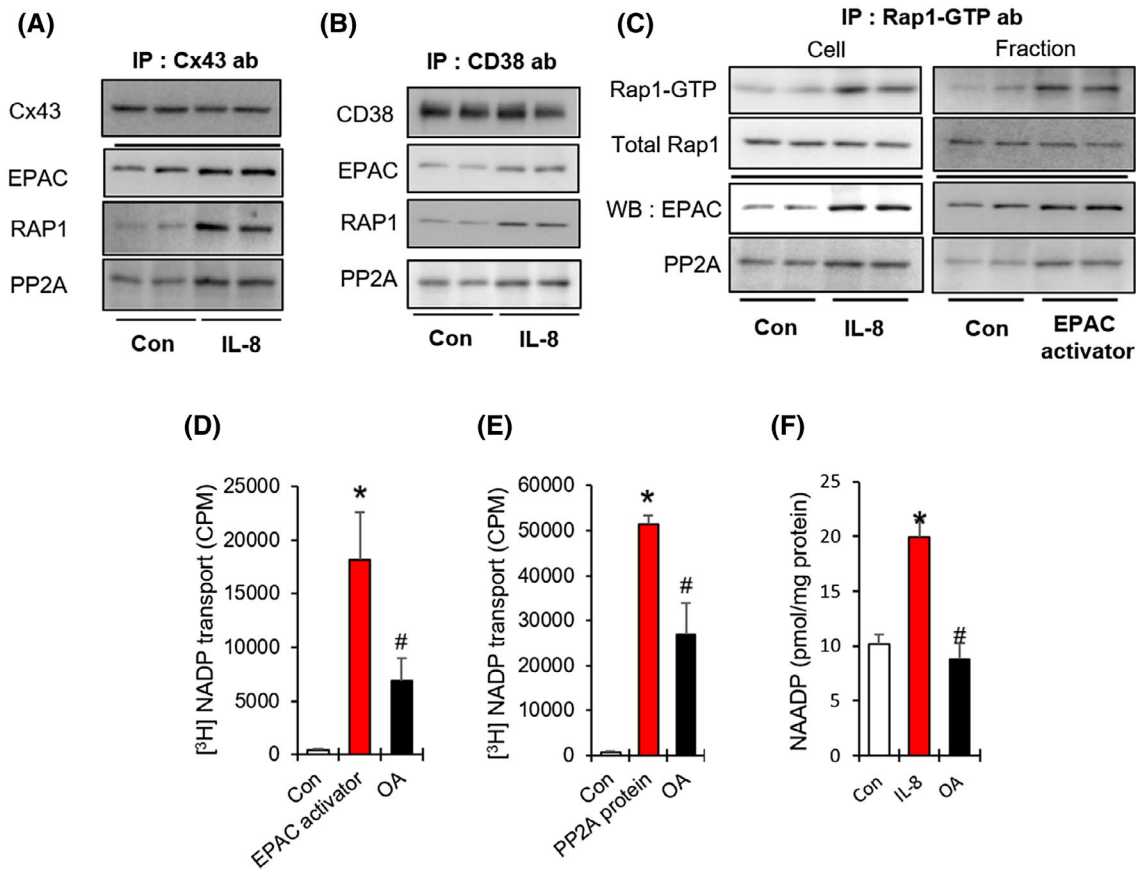 (A)
IP : Cx43 ab
Cx43
EPAC
RAP1
PP2A
Con IL-8
(B)
IP : CD38 ab
CD38
EPAC
RAP1
PP2A
Con IL-8
(C)
IP : Rap1-GTP ab
Cell Fraction
Rap1-GTP
Total Rap1
WB : EPAC
PP2A
Con IL-8 Con EPAC
activator
(D)
[³H] NADP transport (CPM)
25000
20000
15000
10000
5000
0
*
#
Con
EPAC activator
OA
(E)
[³H] NADP transport (CPM)
60000
50000
40000
30000
20000
10000
0
*
#
Con
PP2A protein
OA
(F)
NAADP (pmol/mg protein)
25
20
15
10
5
0
*
#
Con
IL-8
OA